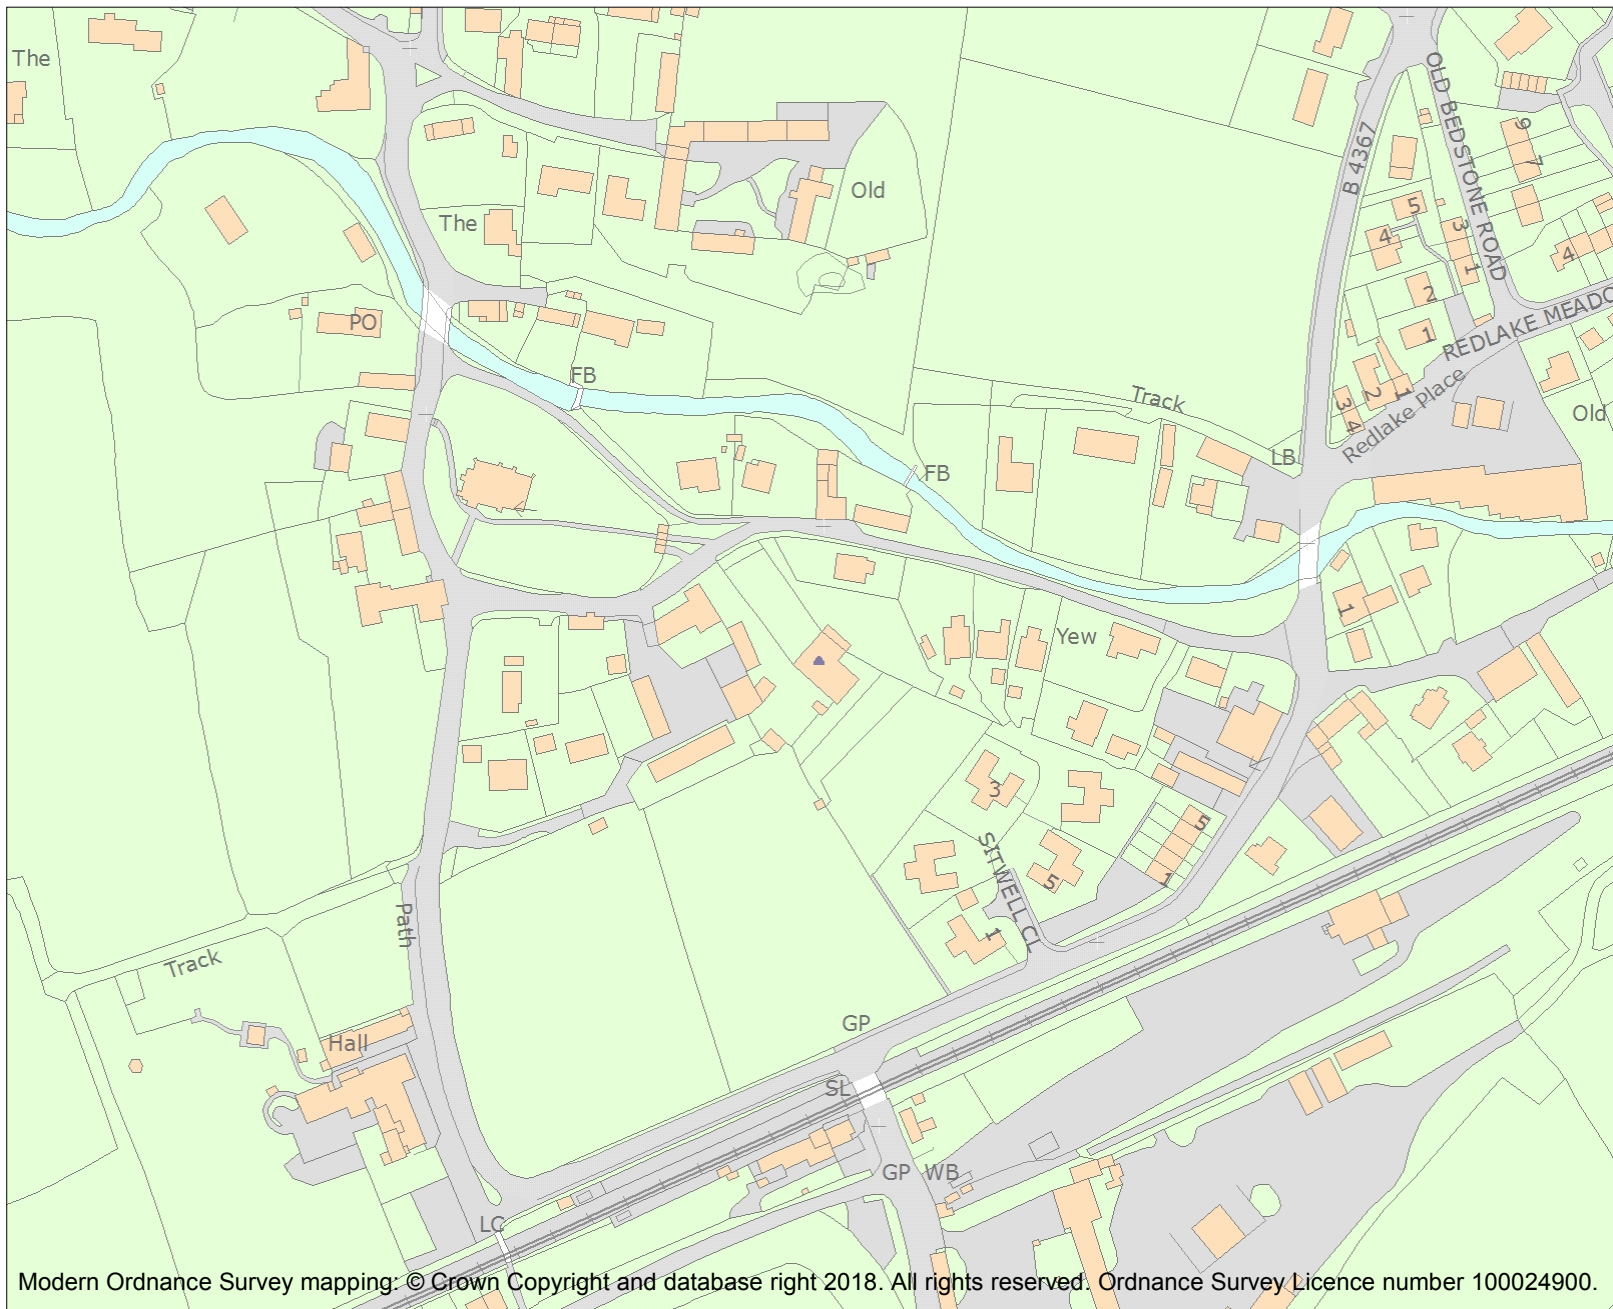 The
OLD BEDSTONE ROAD
B 4367
9
7
Old
The
5
4
3
1
4
2
1
PO
REDLAKE MEADO
FB
Track
2
1
3
4
Redlake Place
Old
LB
FB
1
Yew
3
5
SITWELL CL
5
1
1
Path
Track
GP
Hall
SL
GP
WB
LC
Modern Ordnance Survey mapping: © Crown Copyright and database right 2018. All rights reserved. Ordnance Survey Licence number 100024900.